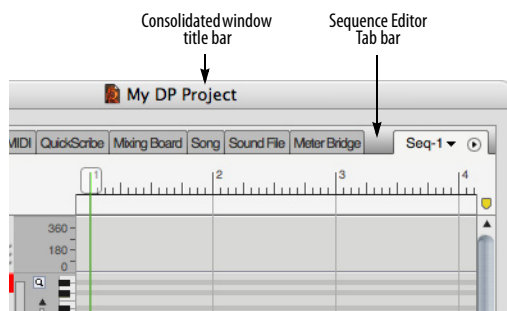 Consolidated window
title bar
Sequence Editor
Tab bar
My DP Project
MIDI QuickScribe Mixing Board Song Sound File Meter Bridge Seq-1
1 2 3 4
360
180
0